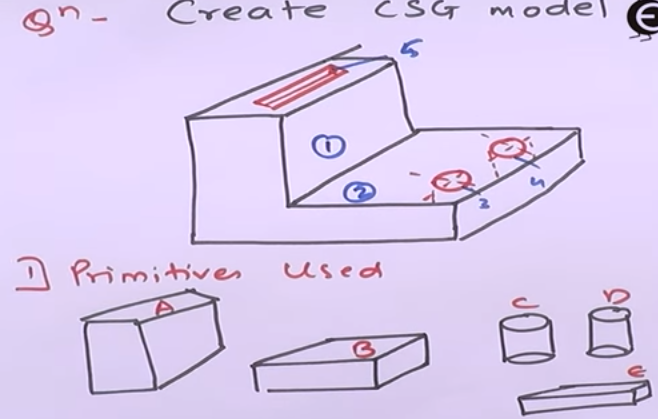 Qn- Create CSG model
5
1
2
3
4
1) Primitives Used
A
B
C
D
E